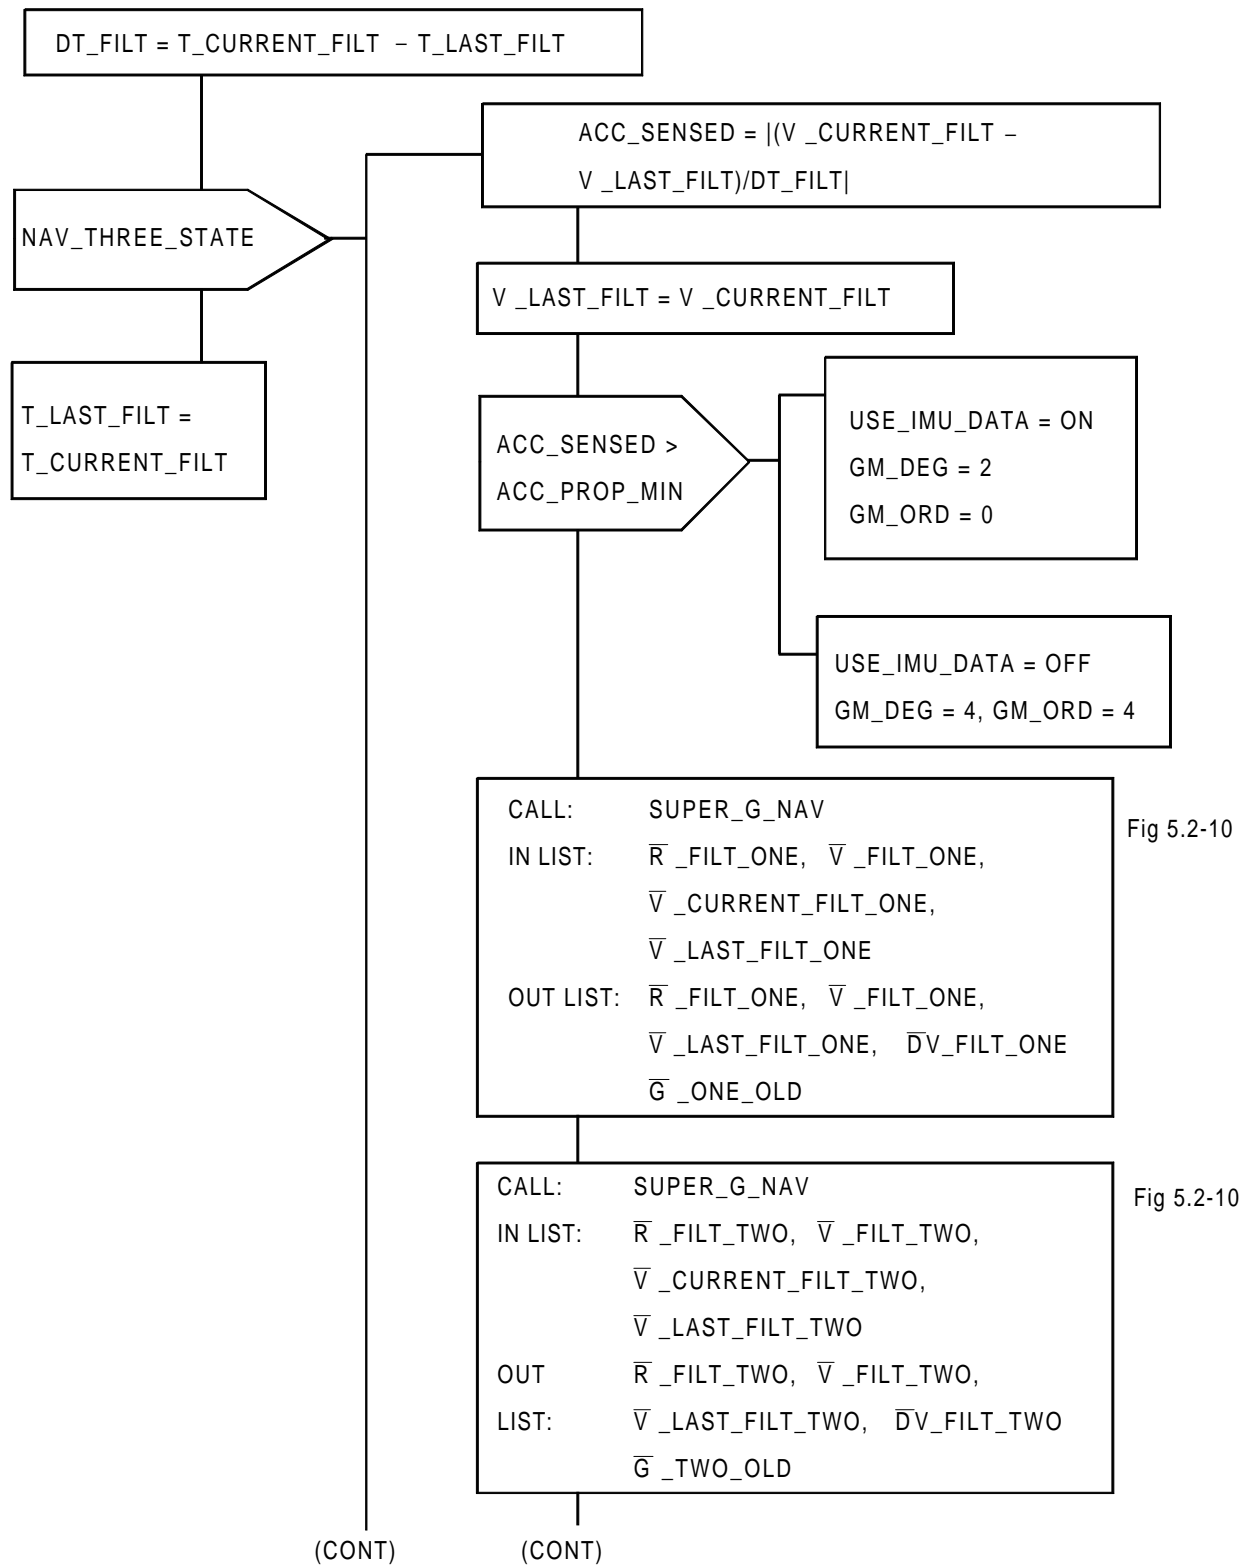 DT_FILT = T_CURRENT_FILT – T_LAST_FILT
ACC_SENSED = |(V _CURRENT_FILT –
V _LAST_FILT)/DT_FILT|
NAV_THREE_STATE
V _LAST_FILT = V _CURRENT_FILT
T_LAST_FILT =
T_CURRENT_FILT
ACC_SENSED >
ACC_PROP_MIN
USE_IMU_DATA = ON
GM_DEG = 2
GM_ORD = 0
USE_IMU_DATA = OFF
GM_DEG = 4, GM_ORD = 4
CALL: SUPER_G_NAV
Fig 5.2-10
IN LIST: R̅ _FILT_ONE, V̅ _FILT_ONE,
V̅ _CURRENT_FILT_ONE,
V̅ _LAST_FILT_ONE
OUT LIST: R̅ _FILT_ONE, V̅ _FILT_ONE,
V̅ _LAST_FILT_ONE, D̅V_FILT_ONE
G̅ _ONE_OLD
CALL: SUPER_G_NAV
Fig 5.2-10
IN LIST: R̅ _FILT_TWO, V̅ _FILT_TWO,
V̅ _CURRENT_FILT_TWO,
V̅ _LAST_FILT_TWO
OUT R̅ _FILT_TWO, V̅ _FILT_TWO,
LIST: V̅ _LAST_FILT_TWO, D̅V_FILT_TWO
G̅ _TWO_OLD
(CONT) (CONT)